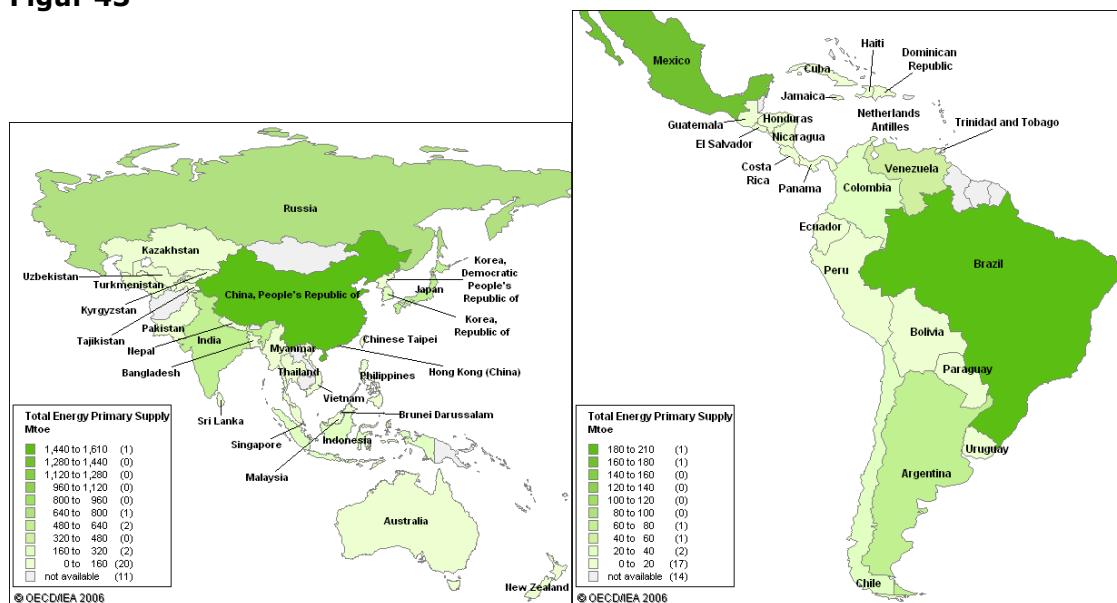 Figur 43
Russia
Kazakhstan
Uzbekistan
Turkmenistan
Kyrgyzstan
Tajikistan
Pakistan
Nepal
India
Bangladesh
Sri Lanka
China, People's Republic of
Korea,
Democratic
People's
Republic of
Japan
Korea,
Republic of
Chinese Taipei
Hong Kong (China)
Myanmar
Thailand
Philippines
Vietnam
Brunei Darussalam
Singapore
Indonesia
Malaysia
Australia
New Zealand
Total Energy Primary Supply
Mtoe
1,440 to 1,610 (1)
1,280 to 1,440 (0)
1,120 to 1,280 (0)
960 to 1,120 (0)
800 to 960 (0)
640 to 800 (1)
480 to 640 (2)
320 to 480 (0)
160 to 320 (2)
0 to 160 (20)
not available (11)
© OECD/IEA 2006
Mexico
Cuba
Haiti
Dominican
Republic
Jamaica
Guatemala
Honduras
El Salvador
Nicaragua
Netherlands
Antilles
Trinidad and Tobago
Costa
Rica
Panama
Venezuela
Colombia
Ecuador
Peru
Brazil
Bolivia
Paraguay
Uruguay
Argentina
Chile
Total Energy Primary Supply
Mtoe
180 to 210 (1)
160 to 180 (1)
140 to 160 (0)
120 to 140 (0)
100 to 120 (0)
80 to 100 (0)
60 to 80 (1)
40 to 60 (1)
20 to 40 (2)
0 to 20 (17)
not available (14)
© OECD/IEA 2006